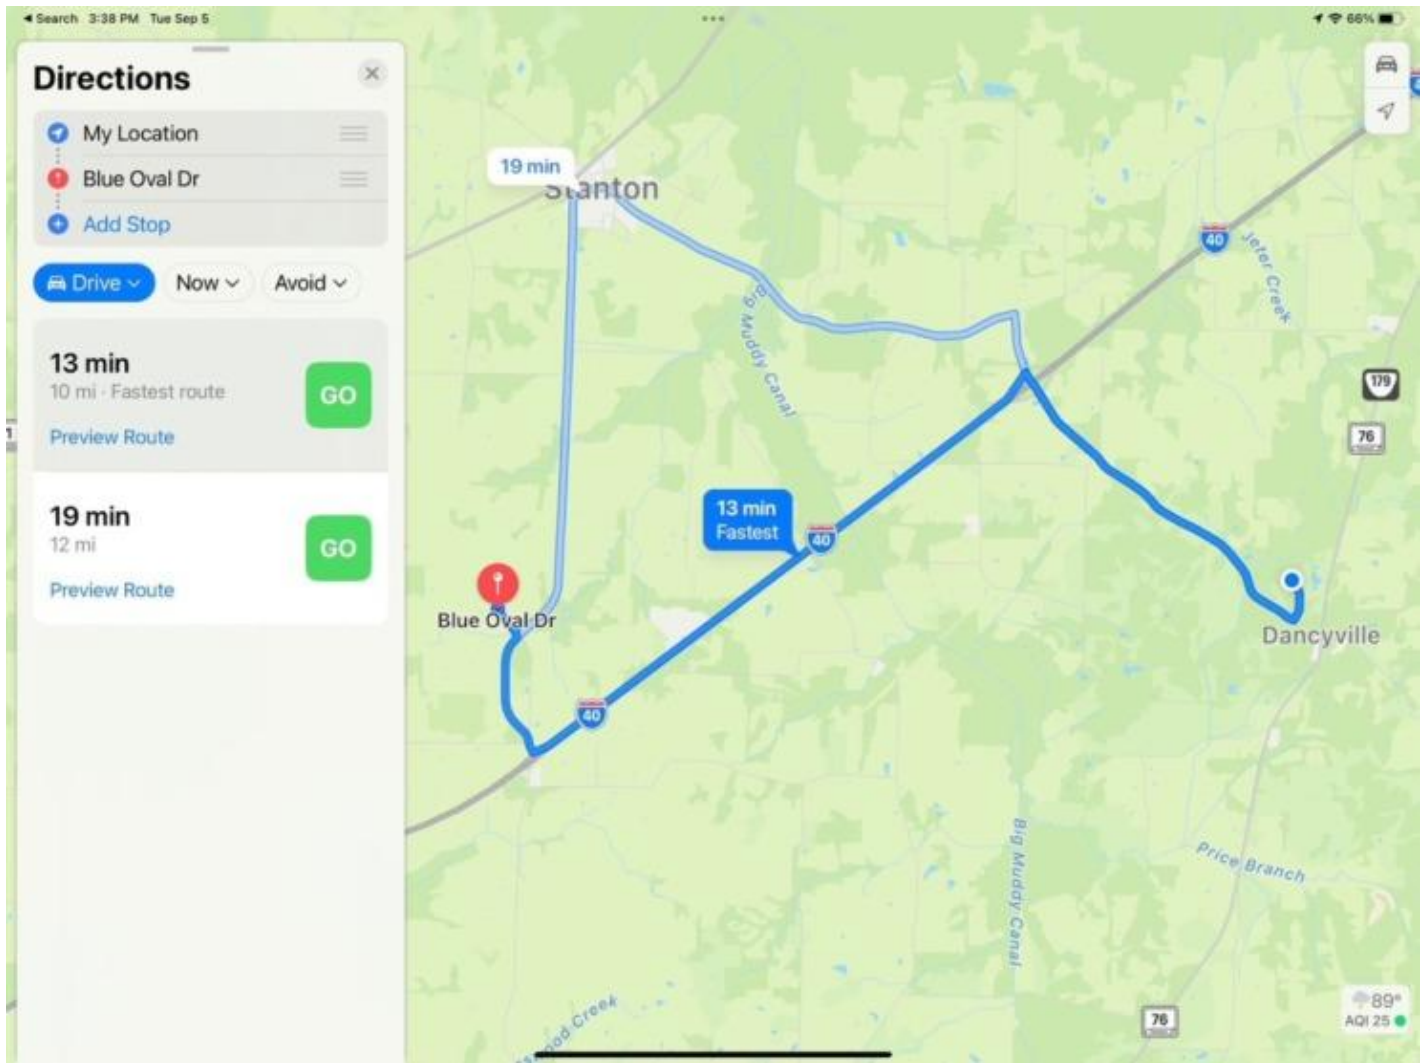 Search 3:38 PM Tue Sep 5
66%
Directions
My Location
Blue Oval Dr
Add Stop
Drive
Now
Avoid
13 min
10 mi · Fastest route
GO
Preview Route
19 min
12 mi
GO
Preview Route
19 min
Stanton
40
Jeter Creek
Big Muddy Canal
179
76
13 min
Fastest
40
Blue Oval Dr
Dancyville
40
Big Muddy Canal
Price Branch
Creek
76
89°
AQI 25